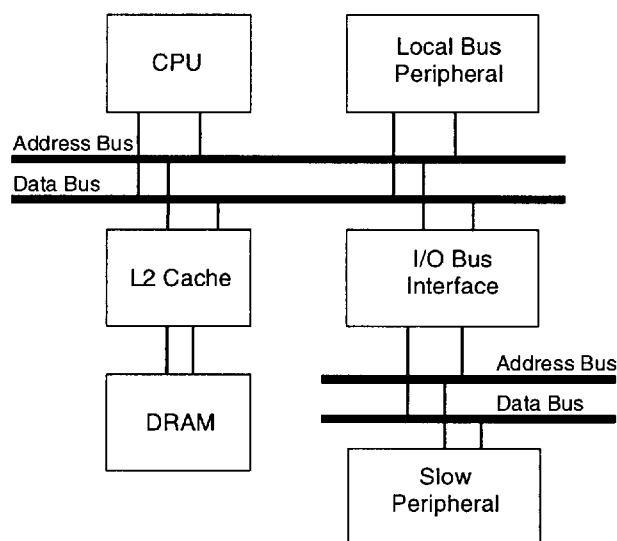 CPU
Local Bus
Peripheral
Address Bus
Data Bus
L2 Cache
I/O Bus
Interface
Address Bus
Data Bus
DRAM
Slow
Peripheral